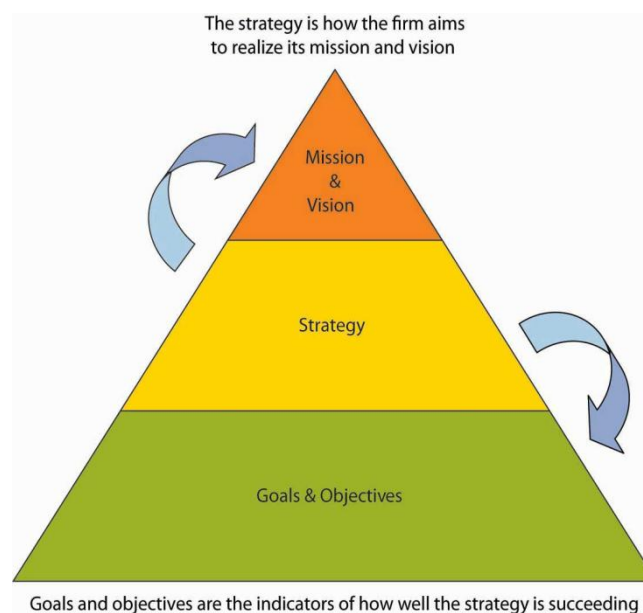 The strategy is how the firm aims
to realize its mission and vision
Mission
&
Vision
Strategy
Goals & Objectives
Goals and objectives are the indicators of how well the strategy is succeeding